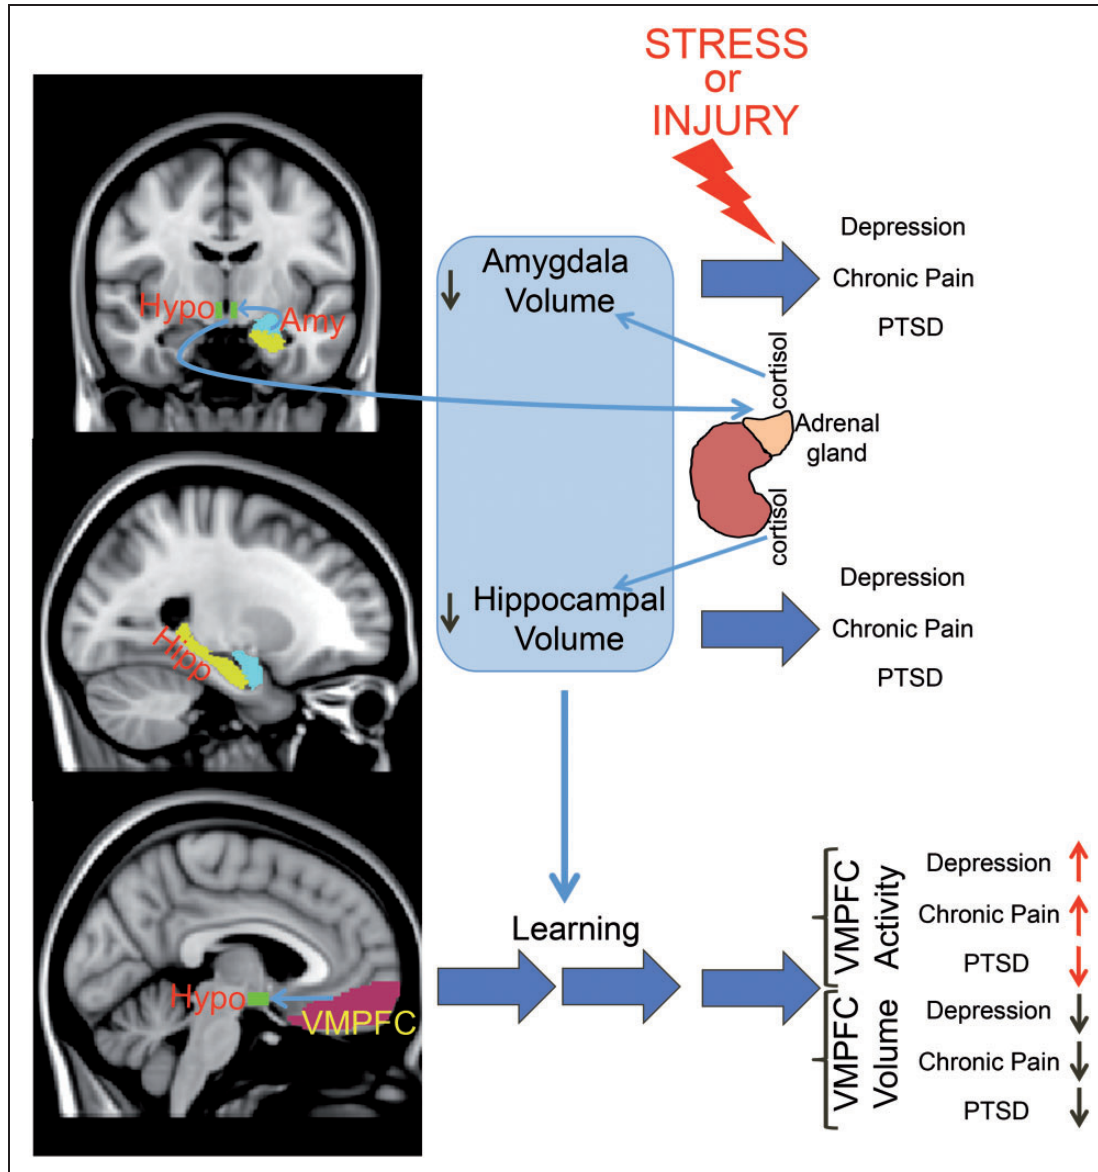 STRESS
or
INJURY
Hypo
Amy
Amygdala
Volume
Depression
Chronic Pain
PTSD
cortisol
Adrenal
gland
cortisol
Hipp
Hippocampal
Volume
Depression
Chronic Pain
PTSD
Hypo
VMPFC
Learning
VMPFC
Activity
Depression
Chronic Pain
PTSD
VMPFC
Volume
Depression
Chronic Pain
PTSD